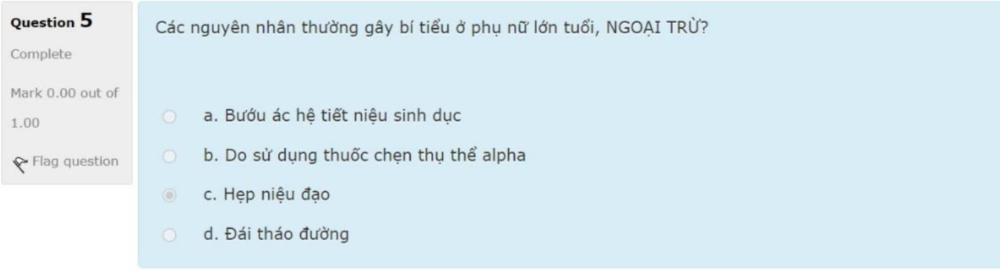 Question 5
Complete
Mark 0.00 out of
1.00
Flag question
Các nguyên nhân thường gây bí tiểu ở phụ nữ lớn tuổi, NGOẠI TRỪ?
a. Bướu ác hệ tiết niệu sinh dục
b. Do sử dụng thuốc chẹn thụ thể alpha
c. Hẹp niệu đạo
d. Đái tháo đường